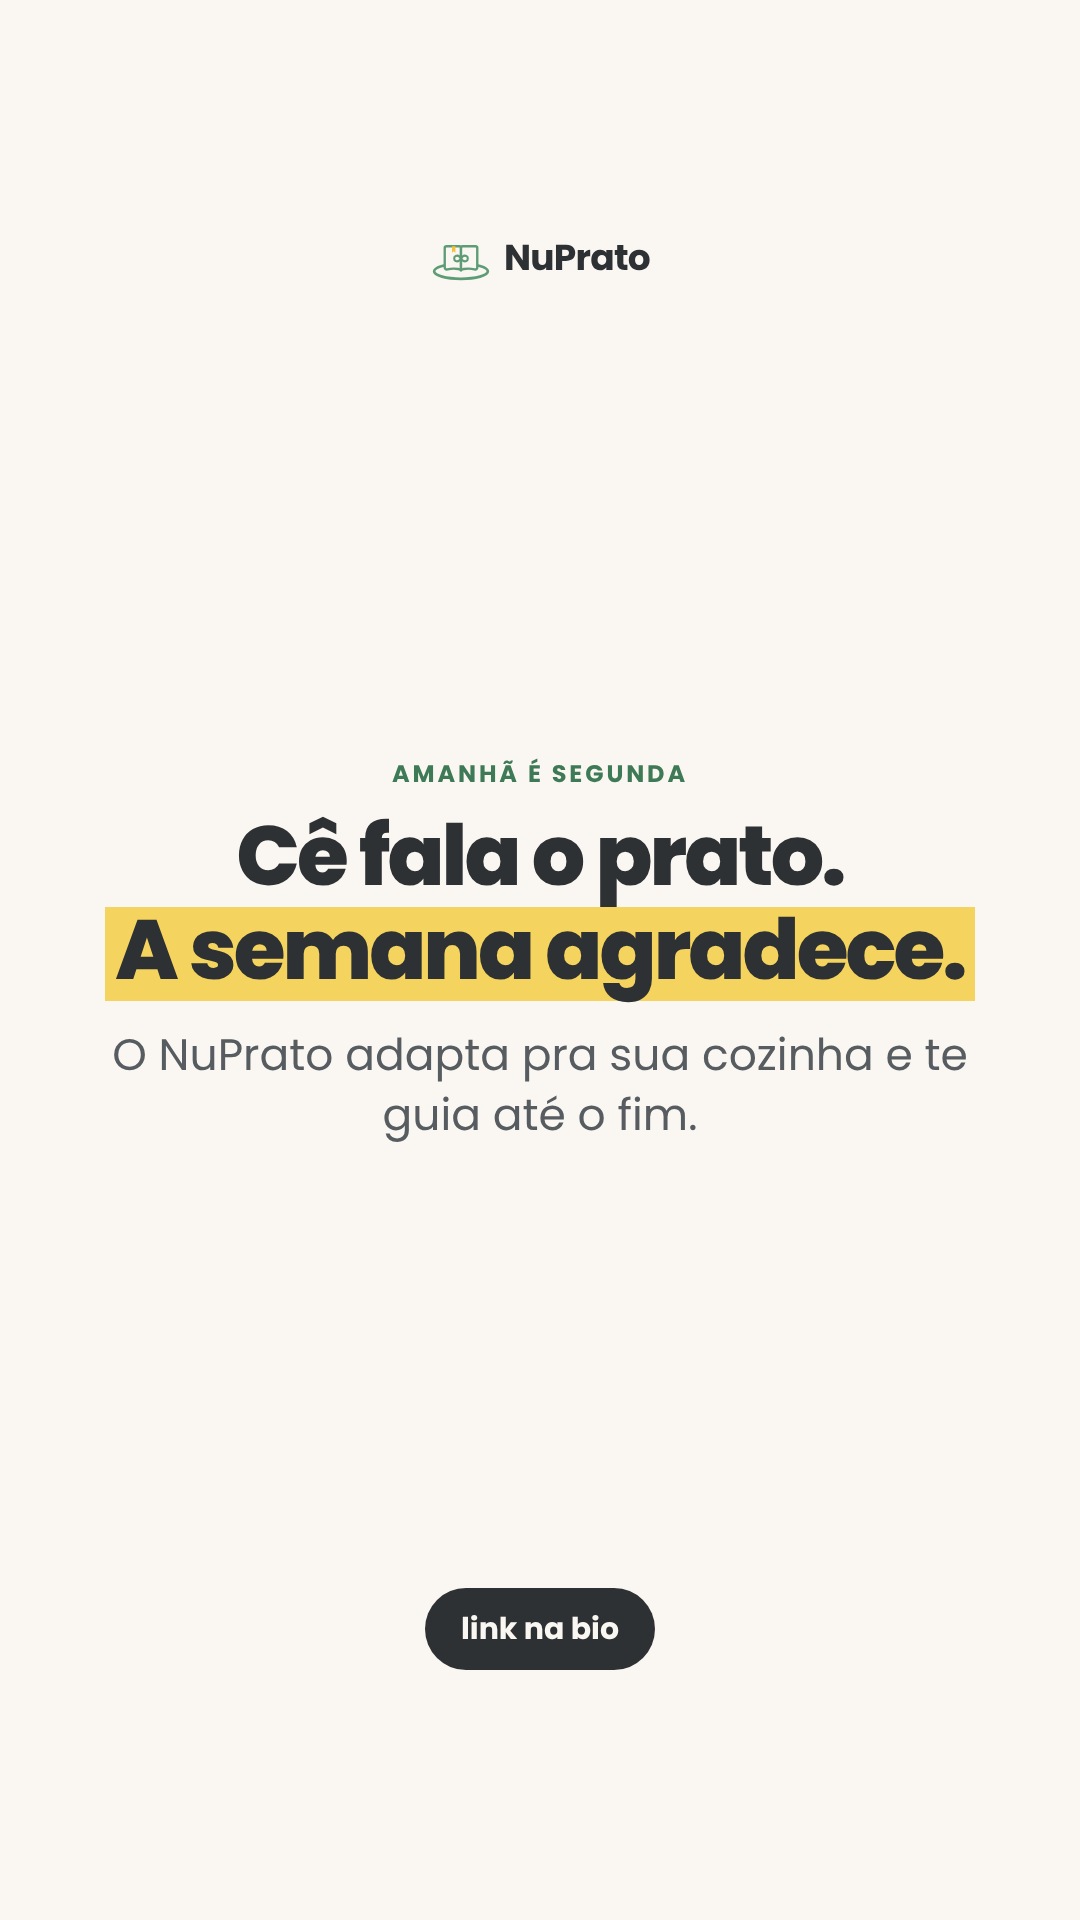 NuPrato
AMANHÃ É SEGUNDA
Cê fala o prato.
A semana agradece.
O NuPrato adapta pra sua cozinha e te
guia até o fim.
link na bio